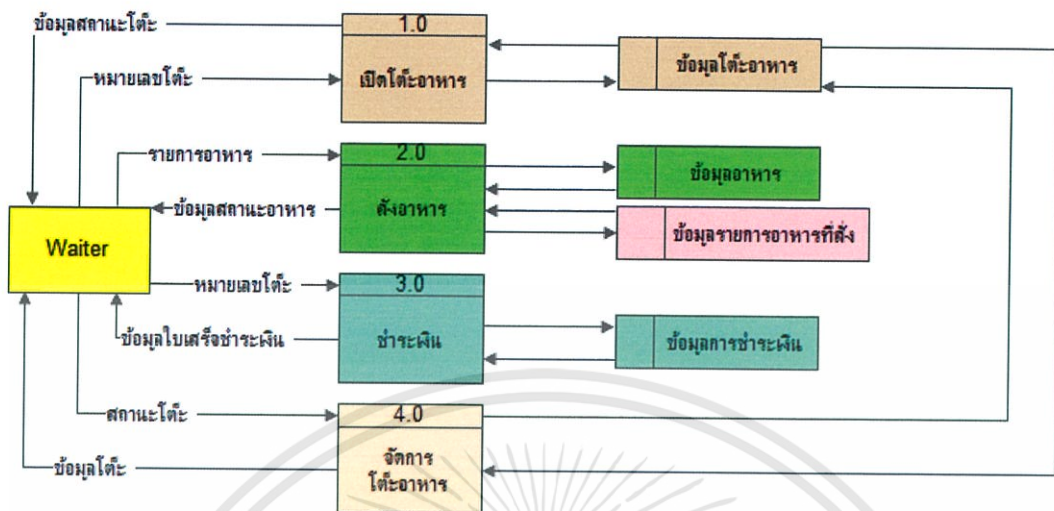 ข้อมูลสถานะโต๊ะ
1.0
เปิดโต๊ะอาหาร
ข้อมูลโต๊ะอาหาร
หมายเลขโต๊ะ
รายการอาหาร
2.0
สั่งอาหาร
ข้อมูลอาหาร
ข้อมูลสถานะอาหาร
ข้อมูลรายการอาหารที่สั่ง
Waiter
หมายเลขโต๊ะ
3.0
ชำระเงิน
ข้อมูลใบเสร็จชำระเงิน
ข้อมูลการชำระเงิน
สถานะโต๊ะ
4.0
จัดการ
โต๊ะอาหาร
ข้อมูลโต๊ะ